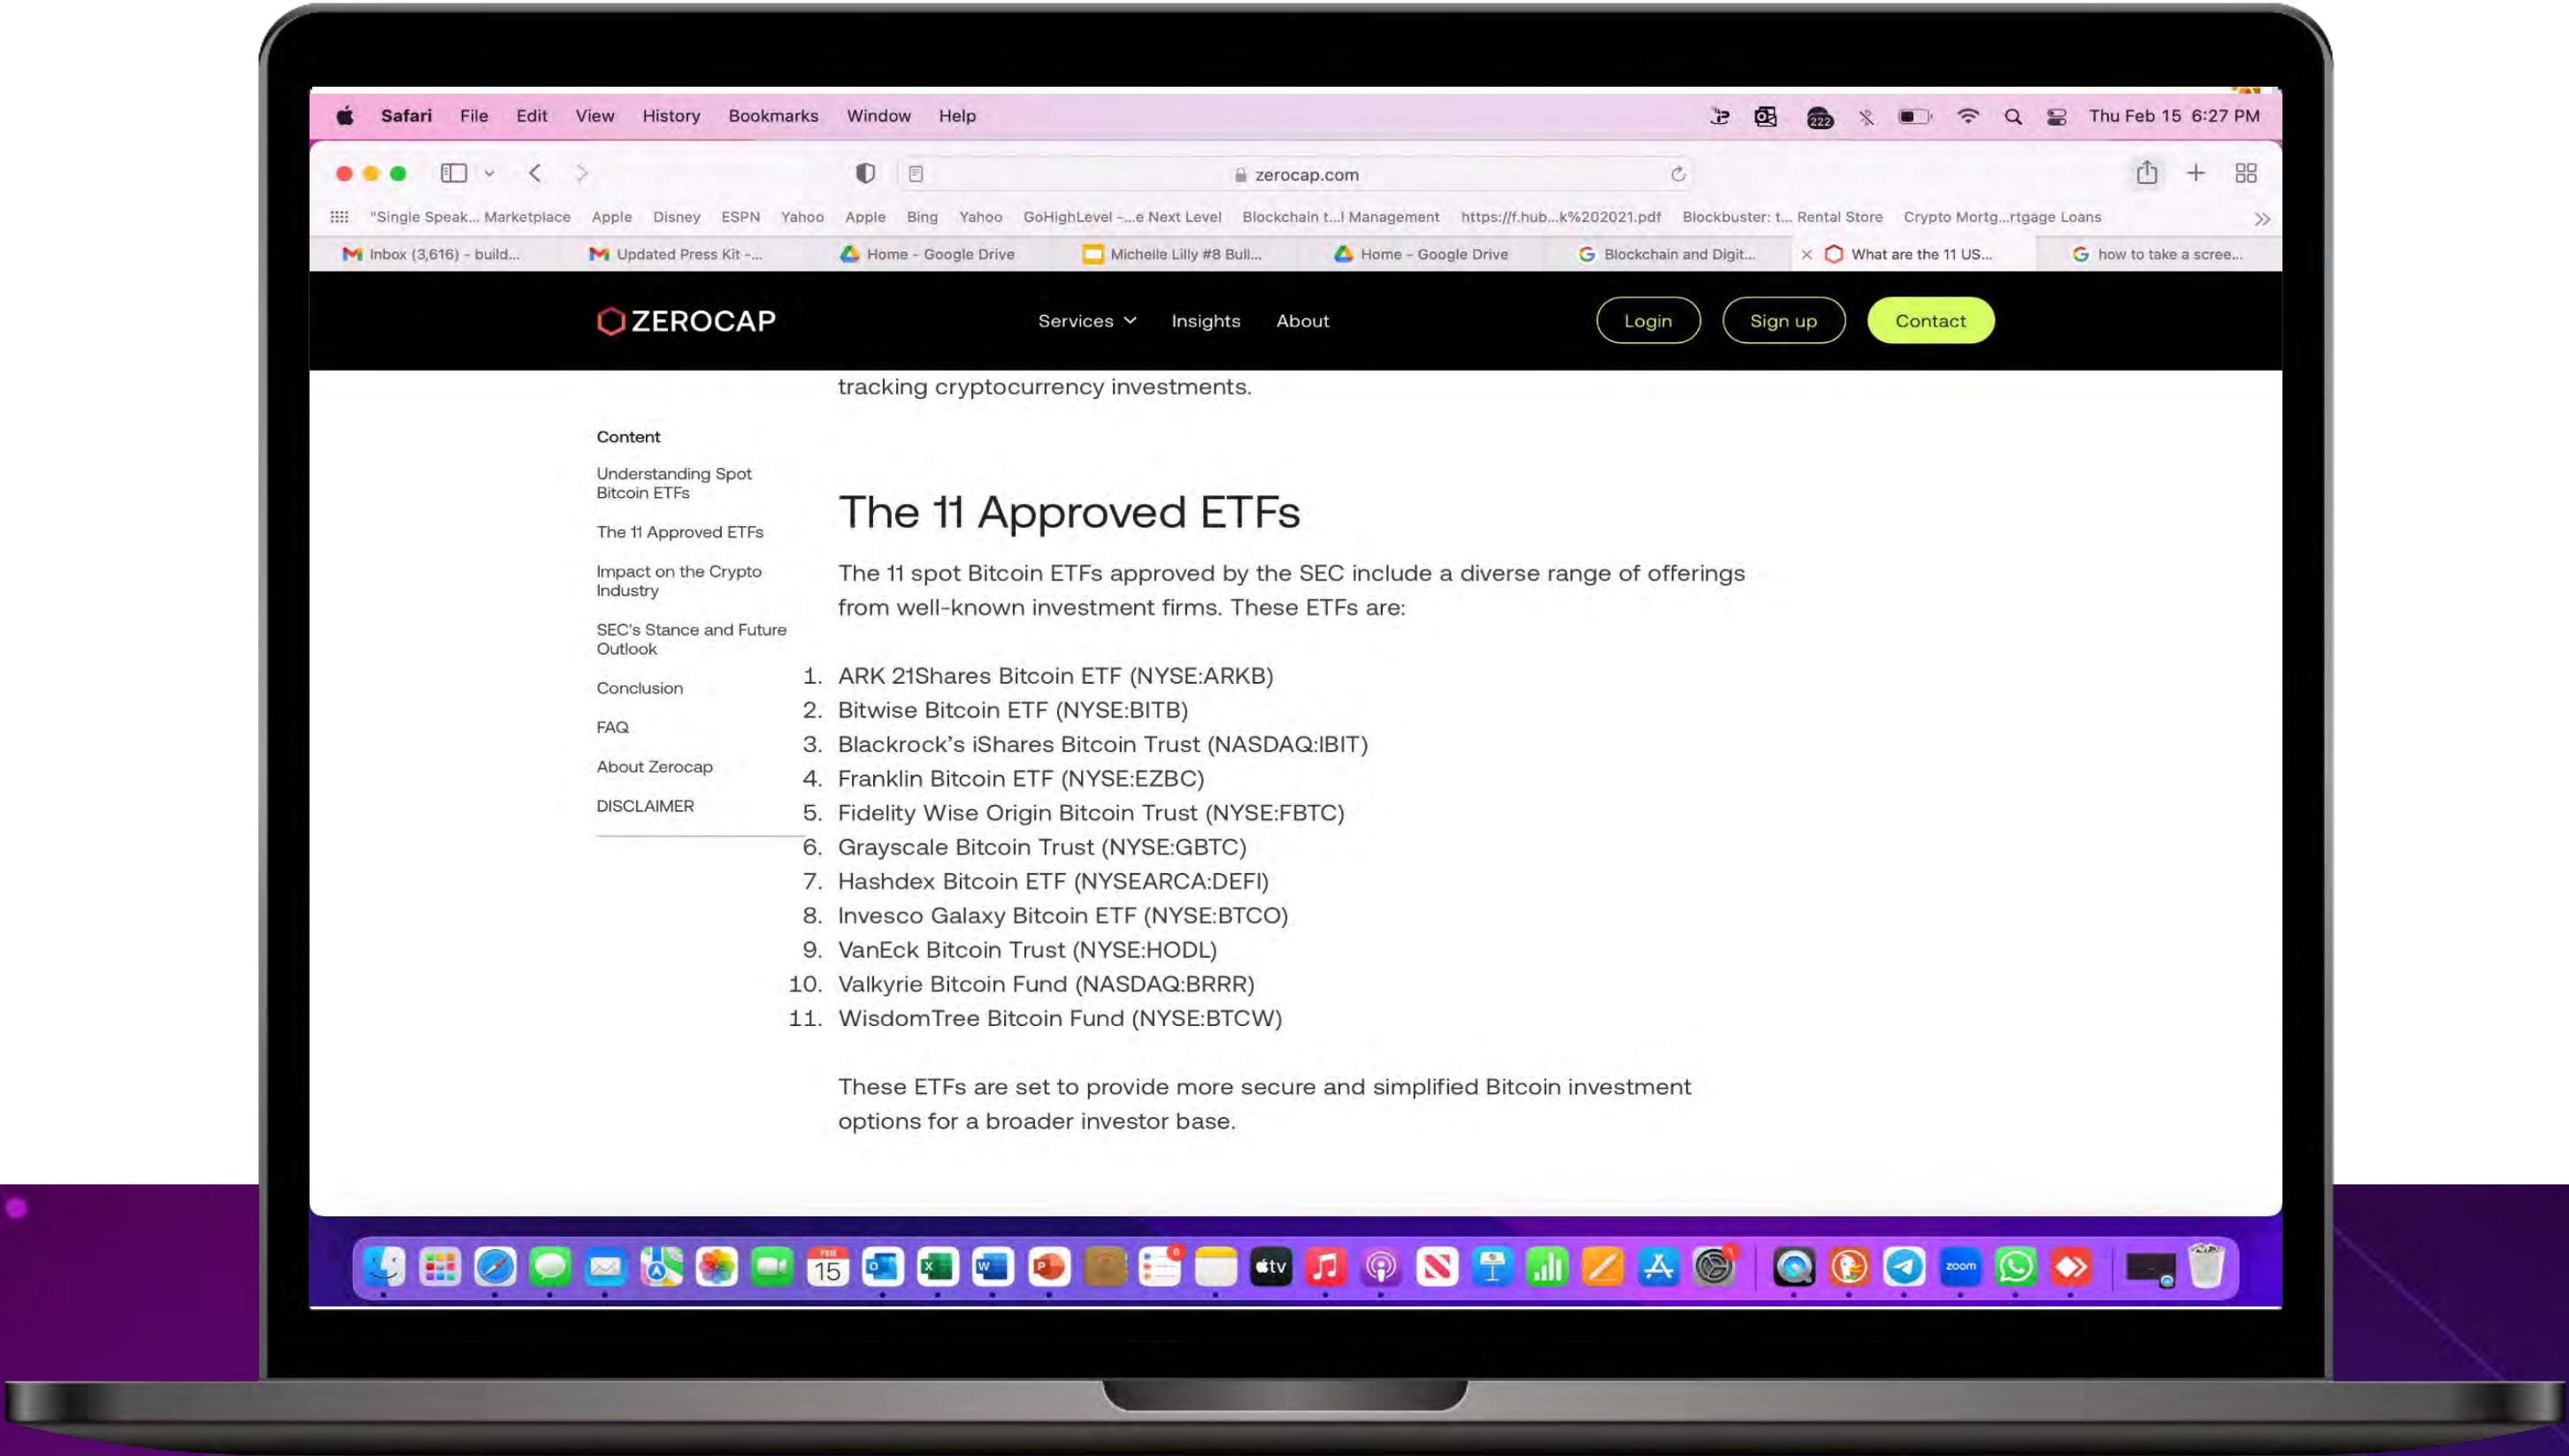 Safari File Edit View History Bookmarks Window Help 222 Thu Feb 15 6:27 PM
zerocap.com
"Single Speak... Marketplace Apple Disney ESPN Yahoo Apple Bing Yahoo GoHighLevel -...e Next Level Blockchain t...l Management https://f.hub...k%202021.pdf Blockbuster: t... Rental Store Crypto Mortg...rtgage Loans
Inbox (3,616) - build... Updated Press Kit -... Home - Google Drive Michelle Lilly #8 Bull... Home - Google Drive Blockchain and Digit... What are the 11 US... how to take a scree...
ZEROCAP Services Insights About Login Sign up Contact
tracking cryptocurrency investments.
Content
Understanding Spot
Bitcoin ETFs
The 11 Approved ETFs
Impact on the Crypto
Industry
SEC's Stance and Future
Outlook
Conclusion
FAQ
About Zerocap
DISCLAIMER
The 11 Approved ETFs
The 11 spot Bitcoin ETFs approved by the SEC include a diverse range of offerings
from well-known investment firms. These ETFs are:
1. ARK 21Shares Bitcoin ETF (NYSE:ARKB)
2. Bitwise Bitcoin ETF (NYSE:BITB)
3. Blackrock’s iShares Bitcoin Trust (NASDAQ:IBIT)
4. Franklin Bitcoin ETF (NYSE:EZBC)
5. Fidelity Wise Origin Bitcoin Trust (NYSE:FBTC)
6. Grayscale Bitcoin Trust (NYSE:GBTC)
7. Hashdex Bitcoin ETF (NYSEARCA:DEFI)
8. Invesco Galaxy Bitcoin ETF (NYSE:BTCO)
9. VanEck Bitcoin Trust (NYSE:HODL)
10. Valkyrie Bitcoin Fund (NASDAQ:BRRR)
11. WisdomTree Bitcoin Fund (NYSE:BTCW)
These ETFs are set to provide more secure and simplified Bitcoin investment
options for a broader investor base.
FEB
15 6 tv 1 zoom